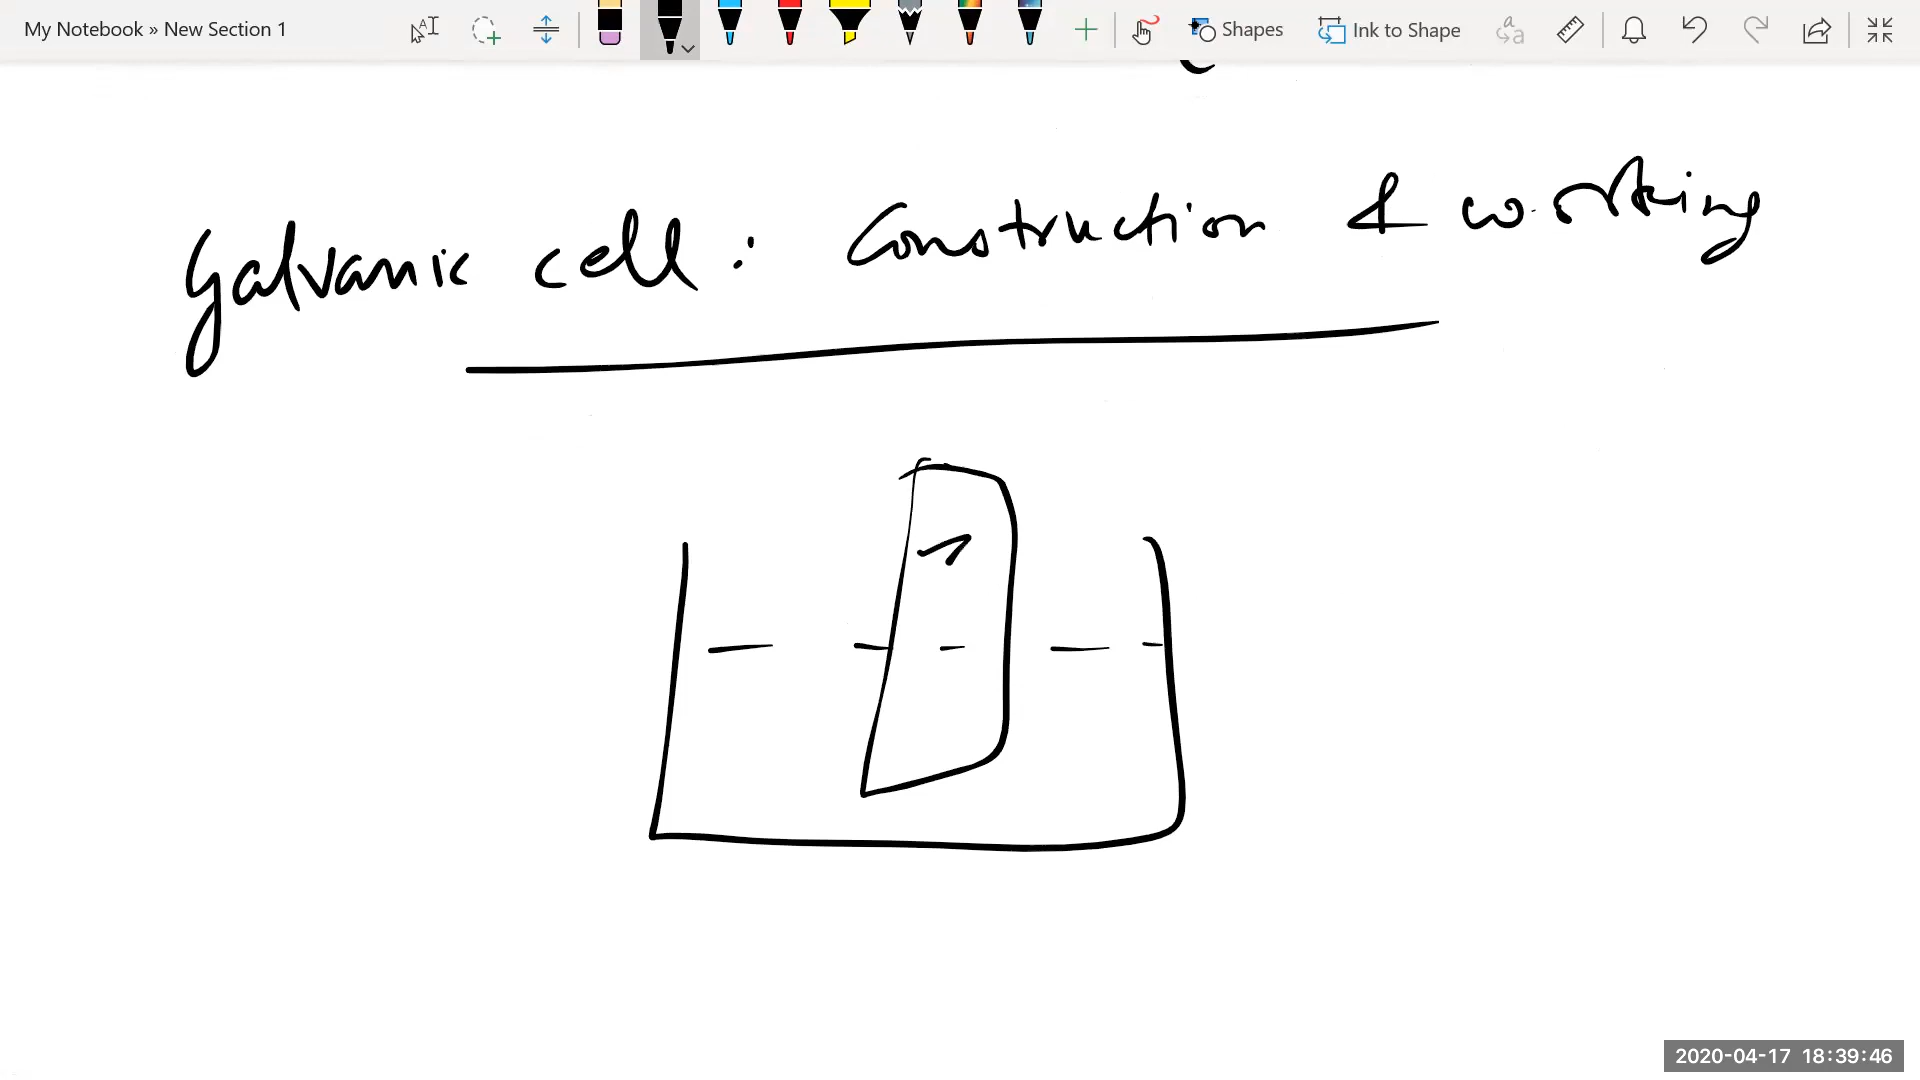 My Notebook » New Section 1
Shapes
Ink to Shape
Galvanic cell : Construction & working
2020-04-17 18:39:46